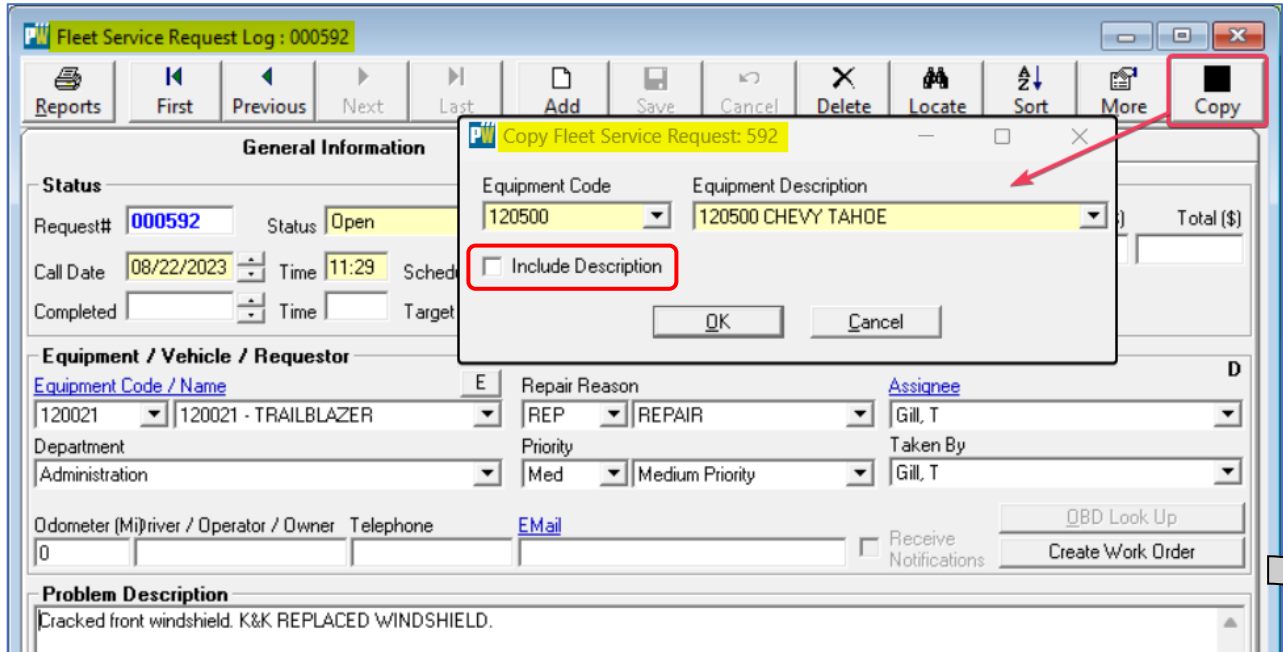 PW Fleet Service Request Log : 000592
Reports First Previous Next Last Add Save Cancel Delete Locate Sort More Copy
General Information
PW Copy Fleet Service Request: 592
Equipment Code Equipment Description
120500 120500 CHEVY TAHOE
Include Description
OK Cancel
Status
Request# 000592 Status Open Total ($)
Call Date 08/22/2023 Time 11:29
Completed Time Target
Equipment / Vehicle / Requestor D
Equipment Code / Name E Repair Reason Assignee
120021 120021 - TRAILBLAZER REP REPAIR Gill, T
Department Priority Taken By
Administration Med Medium Priority Gill, T
Odometer (Mi) Driver / Operator / Owner Telephone EMail
0
Receive Notifications
OBD Look Up
Create Work Order
Problem Description
Cracked front windshield. K&K REPLACED WINDSHIELD.